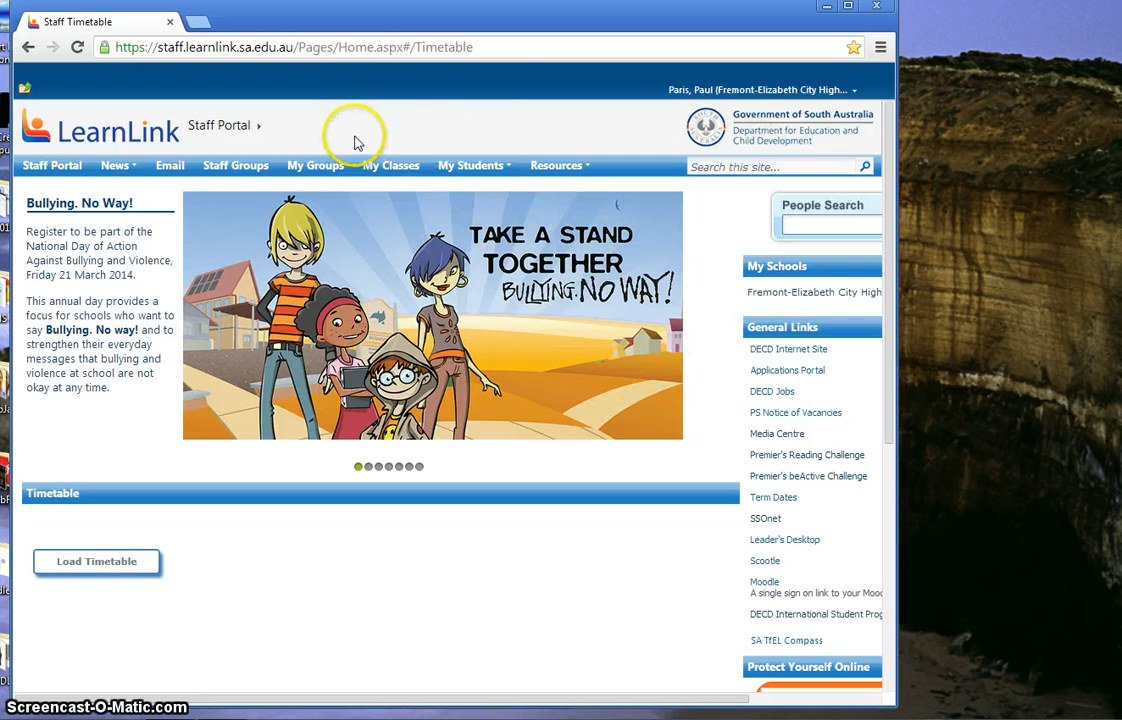 Staff Timetable
https://staff.learnlink.sa.edu.au/Pages/Home.aspx#/Timetable
Paris, Paul (Fremont-Elizabeth City High...
LearnLink
Staff Portal
Government of South Australia
Department for Education and
Child Development
Staff Portal News Email Staff Groups My Groups My Classes My Students Resources
Search this site...
Bullying. No Way!
Register to be part of the
National Day of Action
Against Bullying and Violence,
Friday 21 March 2014.
This annual day provides a
focus for schools who want to
say Bullying. No way! and to
strengthen their everyday
messages that bullying and
violence at school are not
okay at any time.
TAKE A STAND
TOGETHER
BULLYING. NO WAY!
People Search
My Schools
Fremont-Elizabeth City High
General Links
DECD Internet Site
Applications Portal
DECD Jobs
PS Notice of Vacancies
Media Centre
Premier's Reading Challenge
Premier's beActive Challenge
Term Dates
SSOnet
Leader's Desktop
Scootle
Moodle
A single sign on link to your Moo
DECD International Student Prog
SA TfEL Compass
Protect Yourself Online
Timetable
Load Timetable
Screencast-O-Matic.com